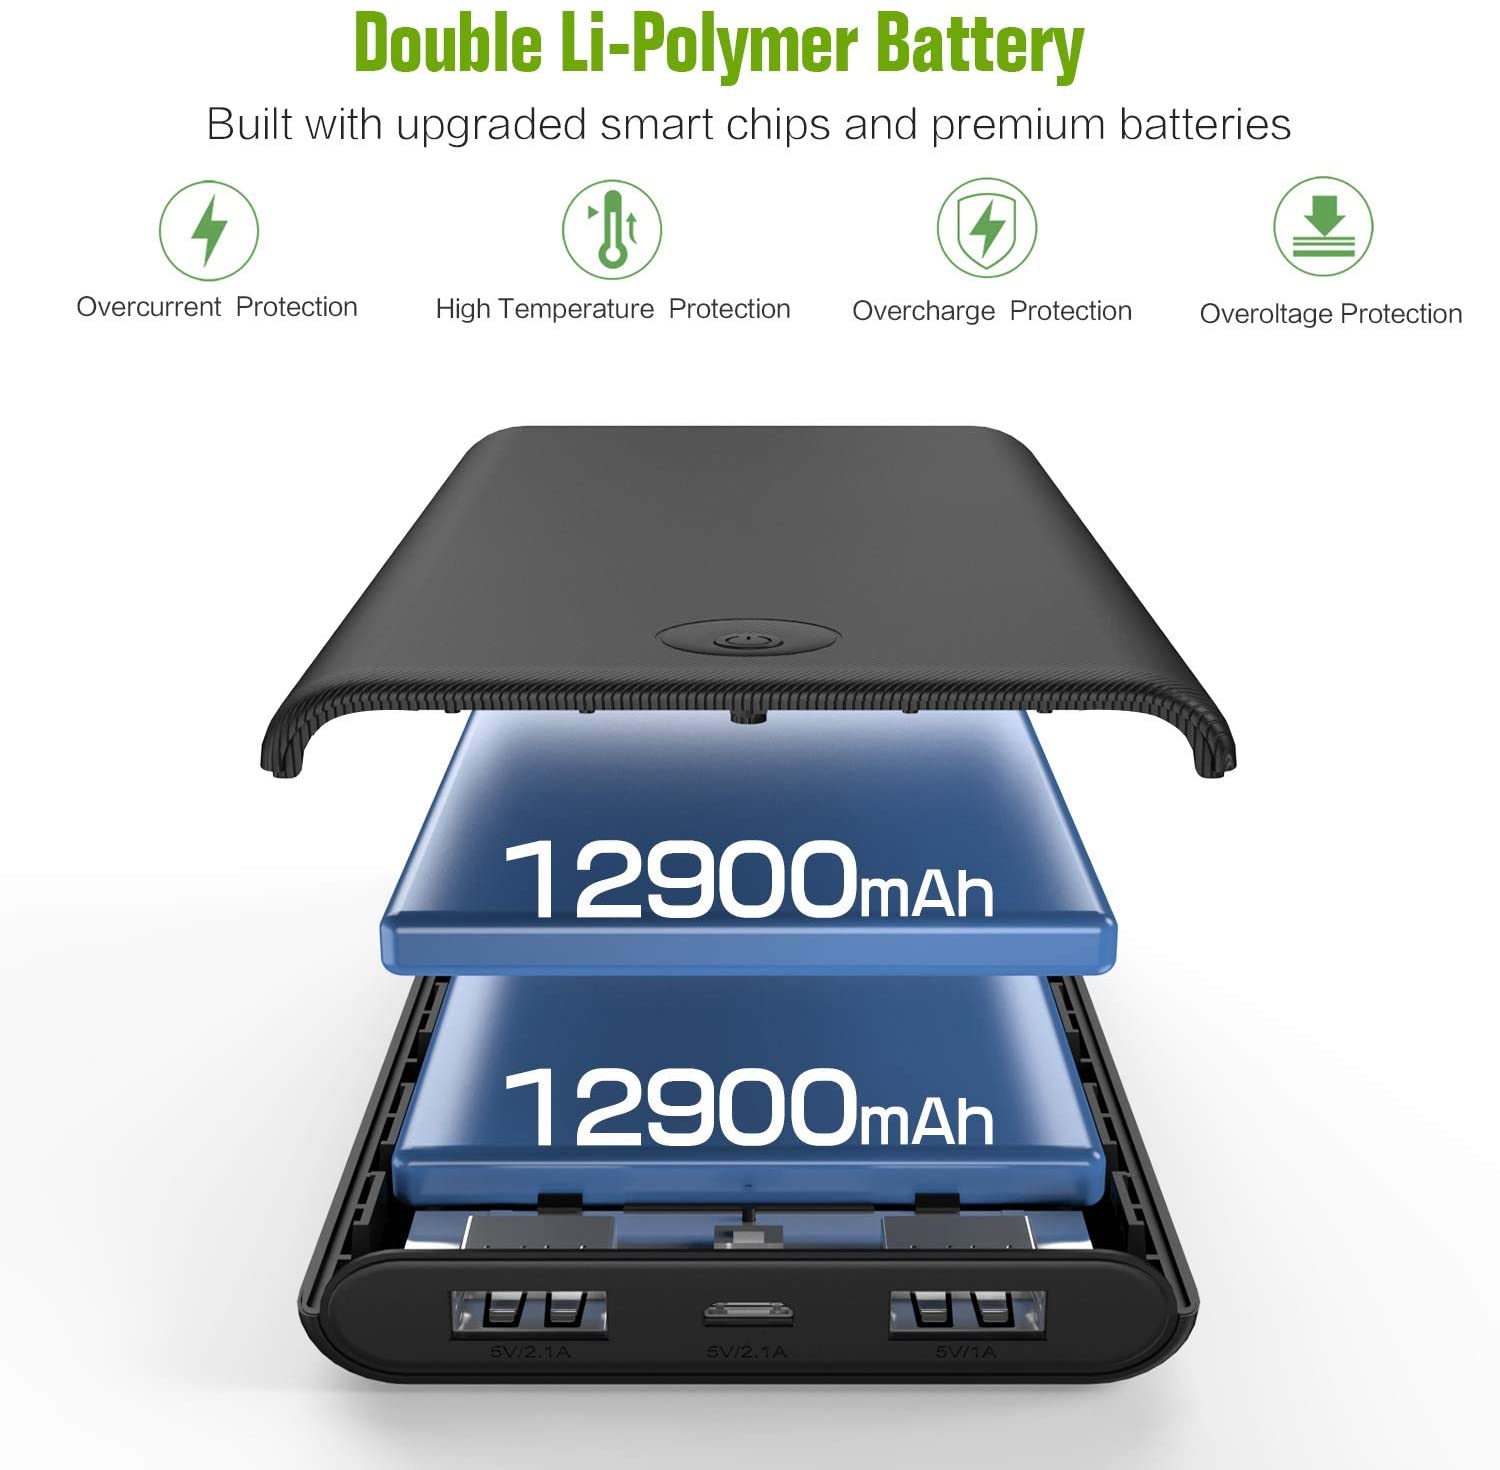 Double Li-Polymer Battery
Built with upgraded smart chips and premium batteries
Overcurrent Protection
High Temperature Protection
Overcharge Protection
Overoltage Protection
12900mAh
12900mAh
5V/2.1A
5V/2.1A
5V/1A